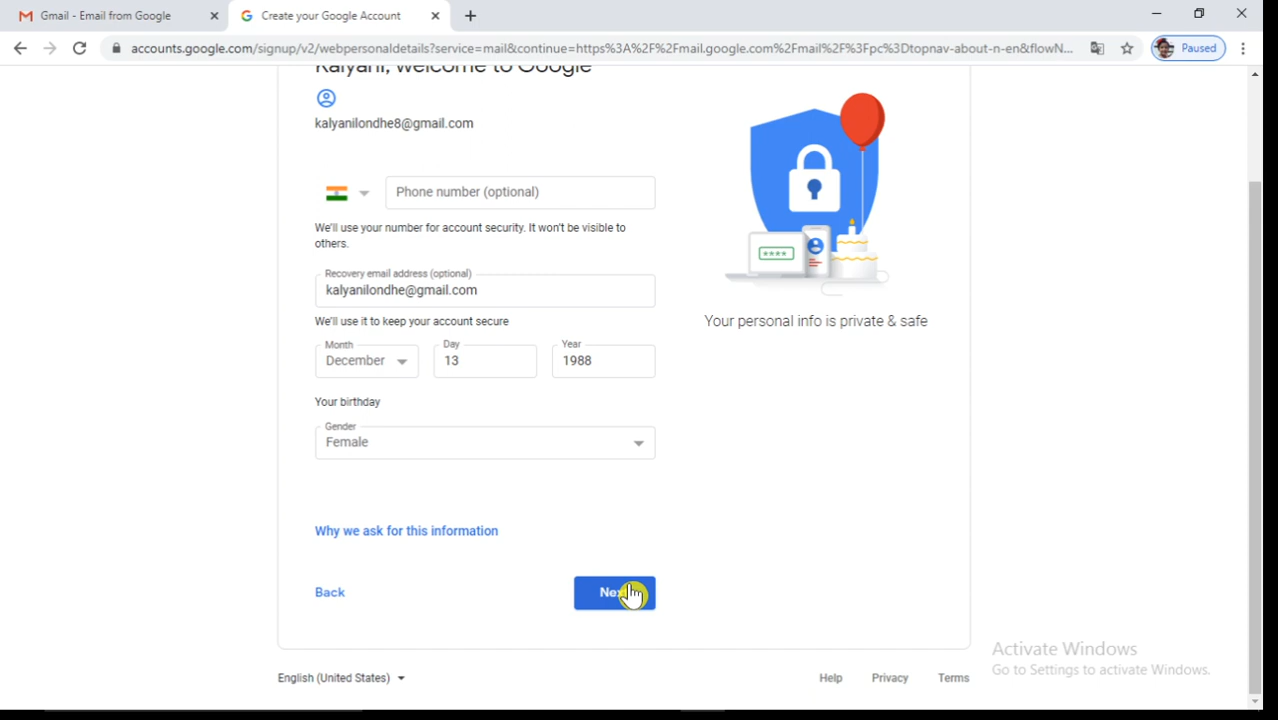 Gmail - Email from Google
Create your Google Account
accounts.google.com/signup/v2/webpersonaldetails?service=mail&continue=https%3A%2F%2Fmail.google.com%2Fmail%2F%3Fpc%3Dtopnav-about-n-en&flowN...
Paused
Kalyani, welcome to Google
kalyanilondhe8@gmail.com
Phone number (optional)
We'll use your number for account security. It won't be visible to
others.
Recovery email address (optional)
kalyanilondhe@gmail.com
We'll use it to keep your account secure
Month
Day
Year
December
13
1988
Your birthday
Gender
Female
Why we ask for this information
Back
Next
****
Your personal info is private & safe
Activate Windows
Go to Settings to activate Windows.
English (United States)
Help
Privacy
Terms